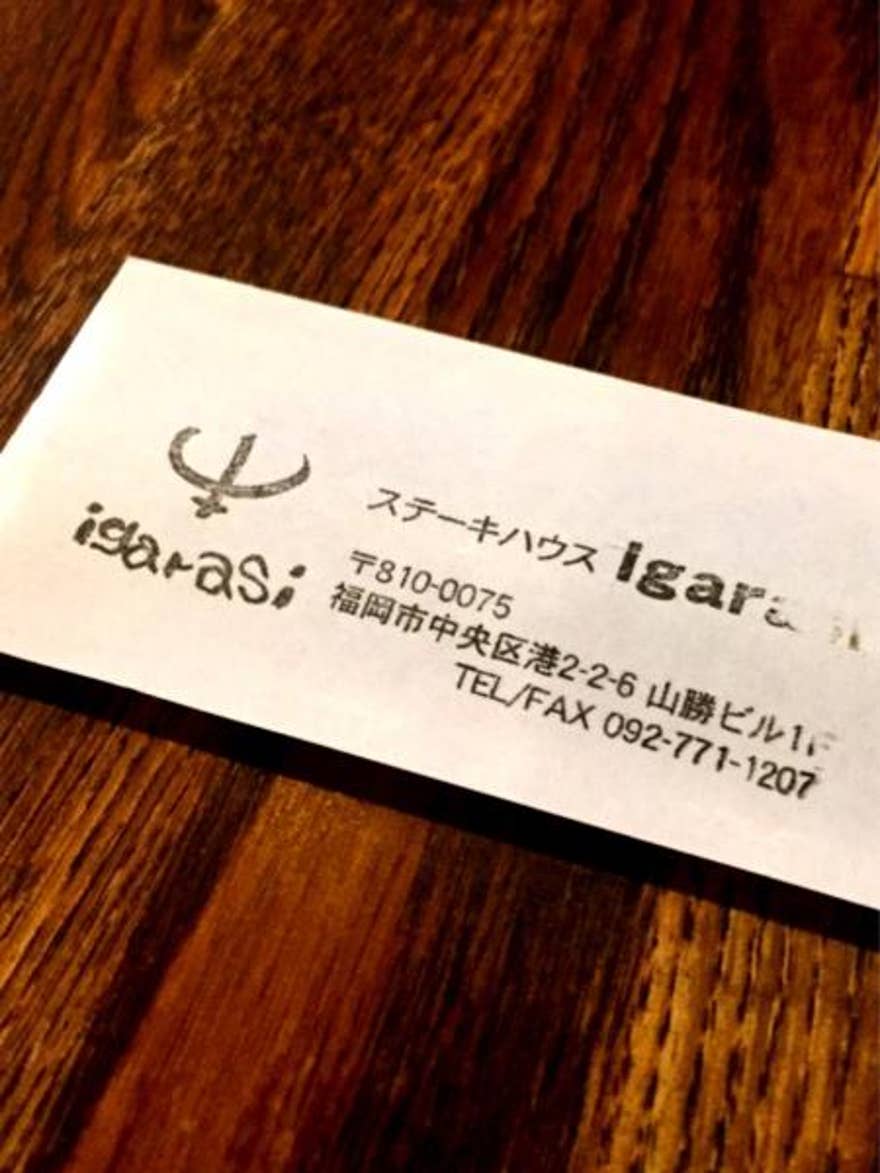 igarasi
ステーキハウス
〒810-0075
福岡市中央区港2-2-6 山勝ビル1F
TEL/FAX 092-771-1207